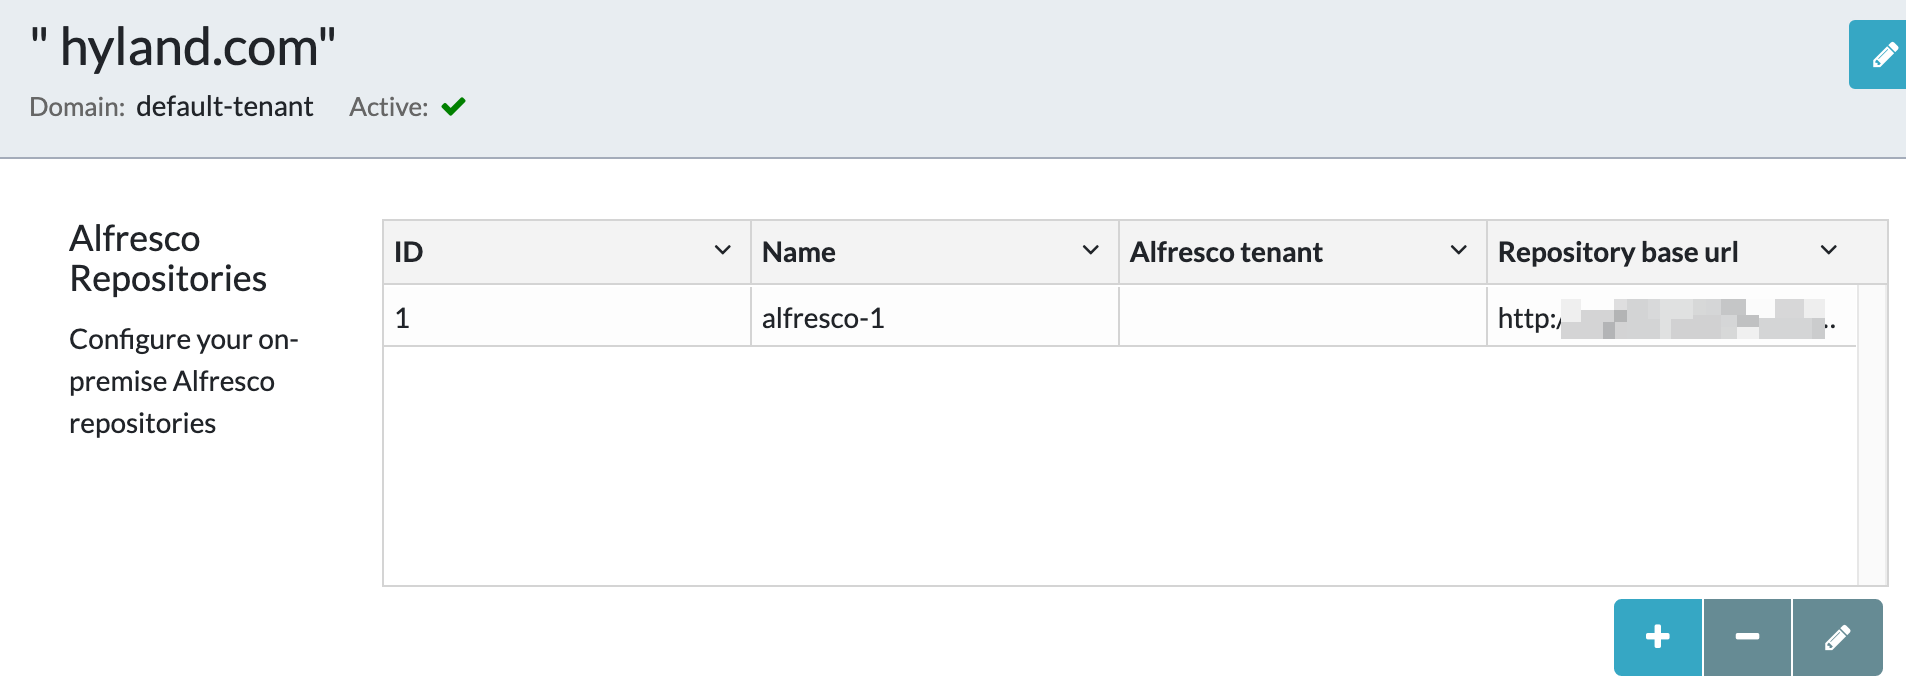 " hyland.com"
Domain: default-tenant Active:
Alfresco
Repositories
Configure your on-
premise Alfresco
repositories
ID Name Alfresco tenant Repository base url
1 alfresco-1 http:/ ..